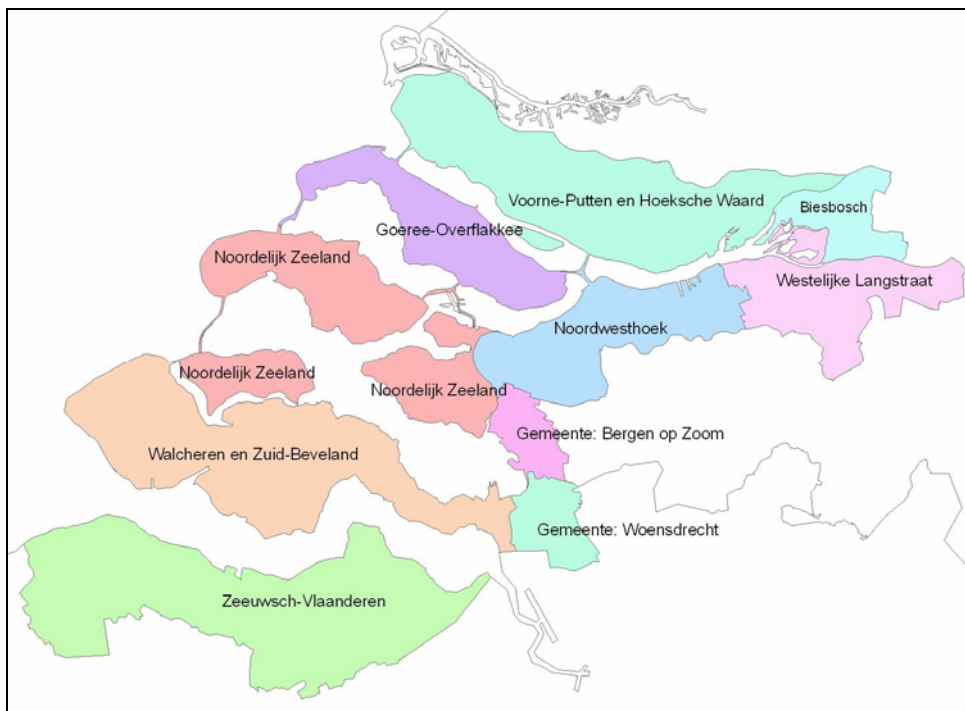 Voorne-Putten en Hoeksche Waard
Biesbosch
Goeree-Overflakkee
Noordelijk Zeeland
Westelijke Langstraat
Noordwesthoek
Noordelijk Zeeland
Noordelijk Zeeland
Gemeente: Bergen op Zoom
Walcheren en Zuid-Beveland
Gemeente: Woensdrecht
Zeeuwsch-Vlaanderen